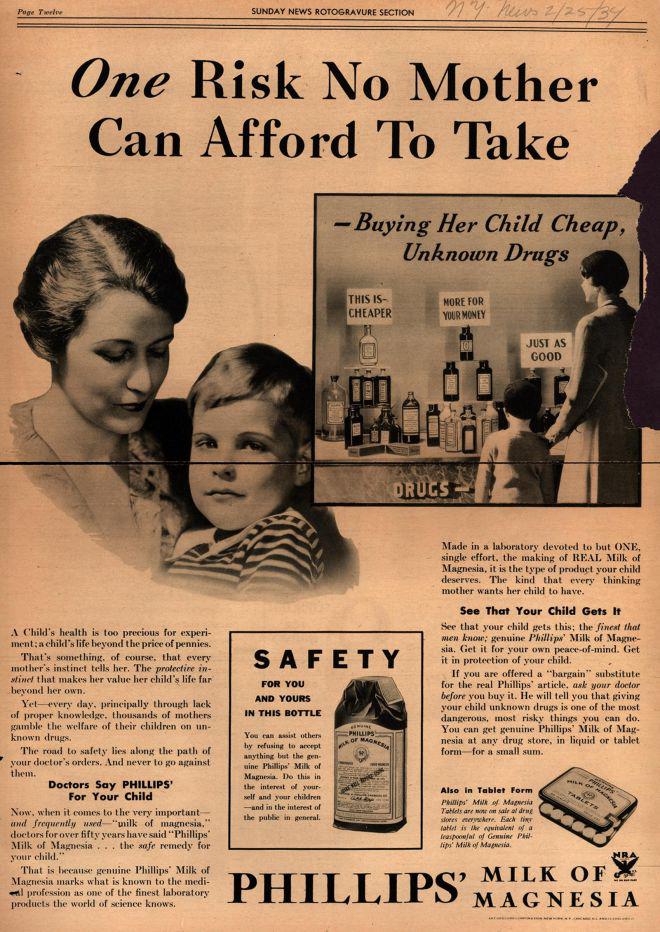 Page Twelve
SUNDAY NEWS ROTOGRAVURE SECTION
N.Y. News 2/25/34
One Risk No Mother
Can Afford To Take
—Buying Her Child Cheap,
Unknown Drugs
THIS IS—
CHEAPER
MORE FOR
YOUR MONEY
JUST AS
GOOD
DRUGS
A Child's health is too precious for experi-
ment; a child's life beyond the price of pennies.
That's something, of course, that every
mother's instinct tells her. The protective in-
stinct that makes her value her child's life far
beyond her own.
Yet—every day, principally through lack
of proper knowledge, thousands of mothers
gamble the welfare of their children on un-
known drugs.
The road to safety lies along the path of
your doctor's orders. And never to go against
them.
Doctors Say PHILLIPS'
For Your Child
Now, when it comes to the very important—
and frequently used—"milk of magnesia,"
doctors for over fifty years have said "Phillips'
Milk of Magnesia . . . the safe remedy for
your child."
That is because genuine Phillips' Milk of
Magnesia marks what is known to the medi-
cal profession as one of the finest laboratory
products the world of science knows.
SAFETY
FOR YOU
AND YOURS
IN THIS BOTTLE
You can assist others
by refusing to accept
anything but the gen-
uine Phillips' Milk of
Magnesia. Do this in
the interest of your-
self and your children
—and in the interest of
the public in general.
GENUINE
PHILLIPS'
MILK OF MAGNESIA
Made in a laboratory devoted to but ONE,
single effort, the making of REAL Milk of
Magnesia, it is the type of product your child
deserves. The kind that every thinking
mother wants her child to have.
See That Your Child Gets It
See that your child gets this; the finest that
men know; genuine Phillips' Milk of Magne-
sia. Get it for your own peace-of-mind. Get
it in protection of your child.
If you are offered a "bargain" substitute
for the real Phillips' article, ask your doctor
before you buy it. He will tell you that giving
your child unknown drugs is one of the most
dangerous, most risky things you can do.
You can get genuine Phillips' Milk of Mag-
nesia at any drug store, in liquid or tablet
form—for a small sum.
Also in Tablet Form
Phillips' Milk of Magnesia
Tablets are now on sale at drug
stores everywhere. Each tiny
tablet is the equivalent of a
teaspoonful of Genuine Phil-
lips' Milk of Magnesia.
PHILLIPS'
MILK OF MAGNESIA
TABLETS
NRA
PHILLIPS' MILK OF
MAGNESIA